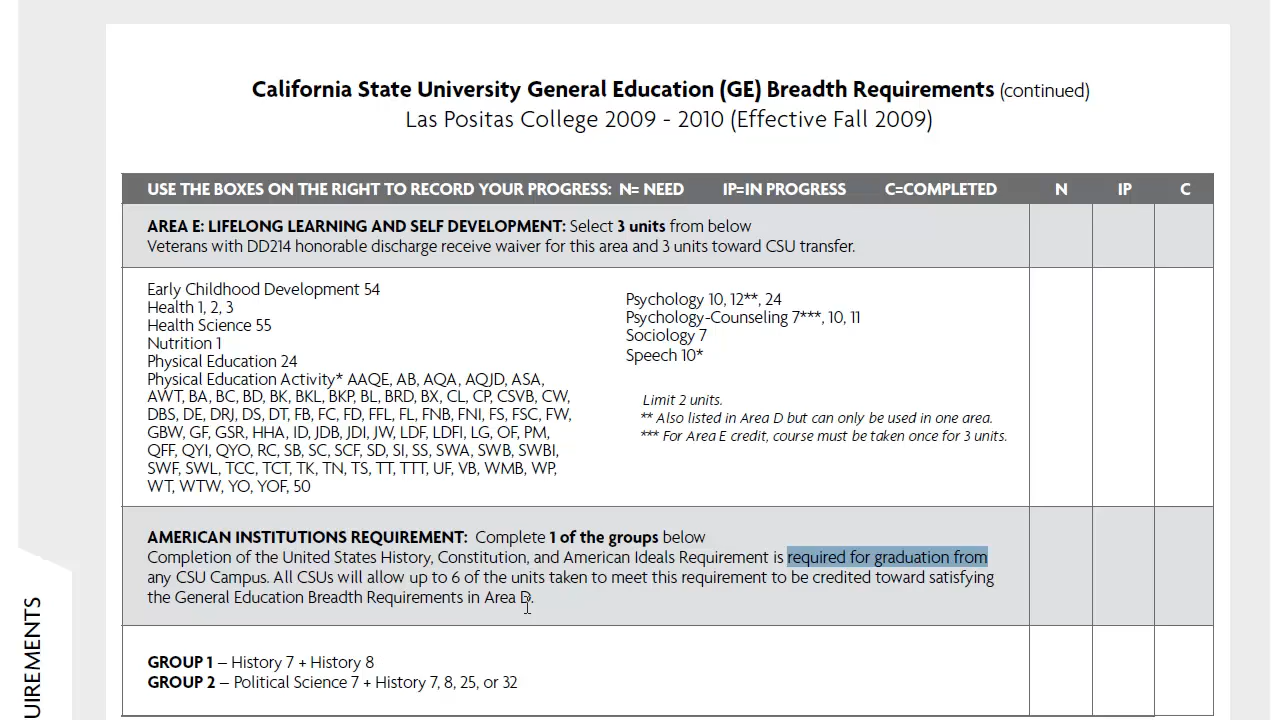 California State University General Education (GE) Breadth Requirements (continued)
Las Positas College 2009 - 2010 (Effective Fall 2009)
USE THE BOXES ON THE RIGHT TO RECORD YOUR PROGRESS: N= NEED IP=IN PROGRESS C=COMPLETED N IP C
AREA E: LIFELONG LEARNING AND SELF DEVELOPMENT: Select 3 units from below
Veterans with DD214 honorable discharge receive waiver for this area and 3 units toward CSU transfer.
Early Childhood Development 54
Health 1, 2, 3
Health Science 55
Nutrition 1
Physical Education 24
Physical Education Activity* AAQE, AB, AQA, AQJD, ASA,
AWT, BA, BC, BD, BK, BKL, BKP, BL, BRD, BX, CL, CP, CSVB, CW,
DBS, DE, DRJ, DS, DT, FB, FC, FD, FFL, FL, FNB, FNI, FS, FSC, FW,
GBW, GF, GSR, HHA, ID, JDB, JDI, JW, LDF, LDFI, LG, OF, PM,
QFF, QYI, QYO, RC, SB, SC, SCF, SD, SI, SS, SWA, SWB, SWBI,
SWF, SWL, TCC, TCT, TK, TN, TS, TT, TTT, UF, VB, WMB, WP,
WT, WTW, YO, YOF, 50
Psychology 10, 12**, 24
Psychology-Counseling 7***, 10, 11
Sociology 7
Speech 10*
Limit 2 units.
** Also listed in Area D but can only be used in one area.
*** For Area E credit, course must be taken once for 3 units.
AMERICAN INSTITUTIONS REQUIREMENT: Complete 1 of the groups below
Completion of the United States History, Constitution, and American Ideals Requirement is required for graduation from
any CSU Campus. All CSUs will allow up to 6 of the units taken to meet this requirement to be credited toward satisfying
the General Education Breadth Requirements in Area D.
GROUP 1 – History 7 + History 8
GROUP 2 – Political Science 7 + History 7, 8, 25, or 32
UIREMENTS